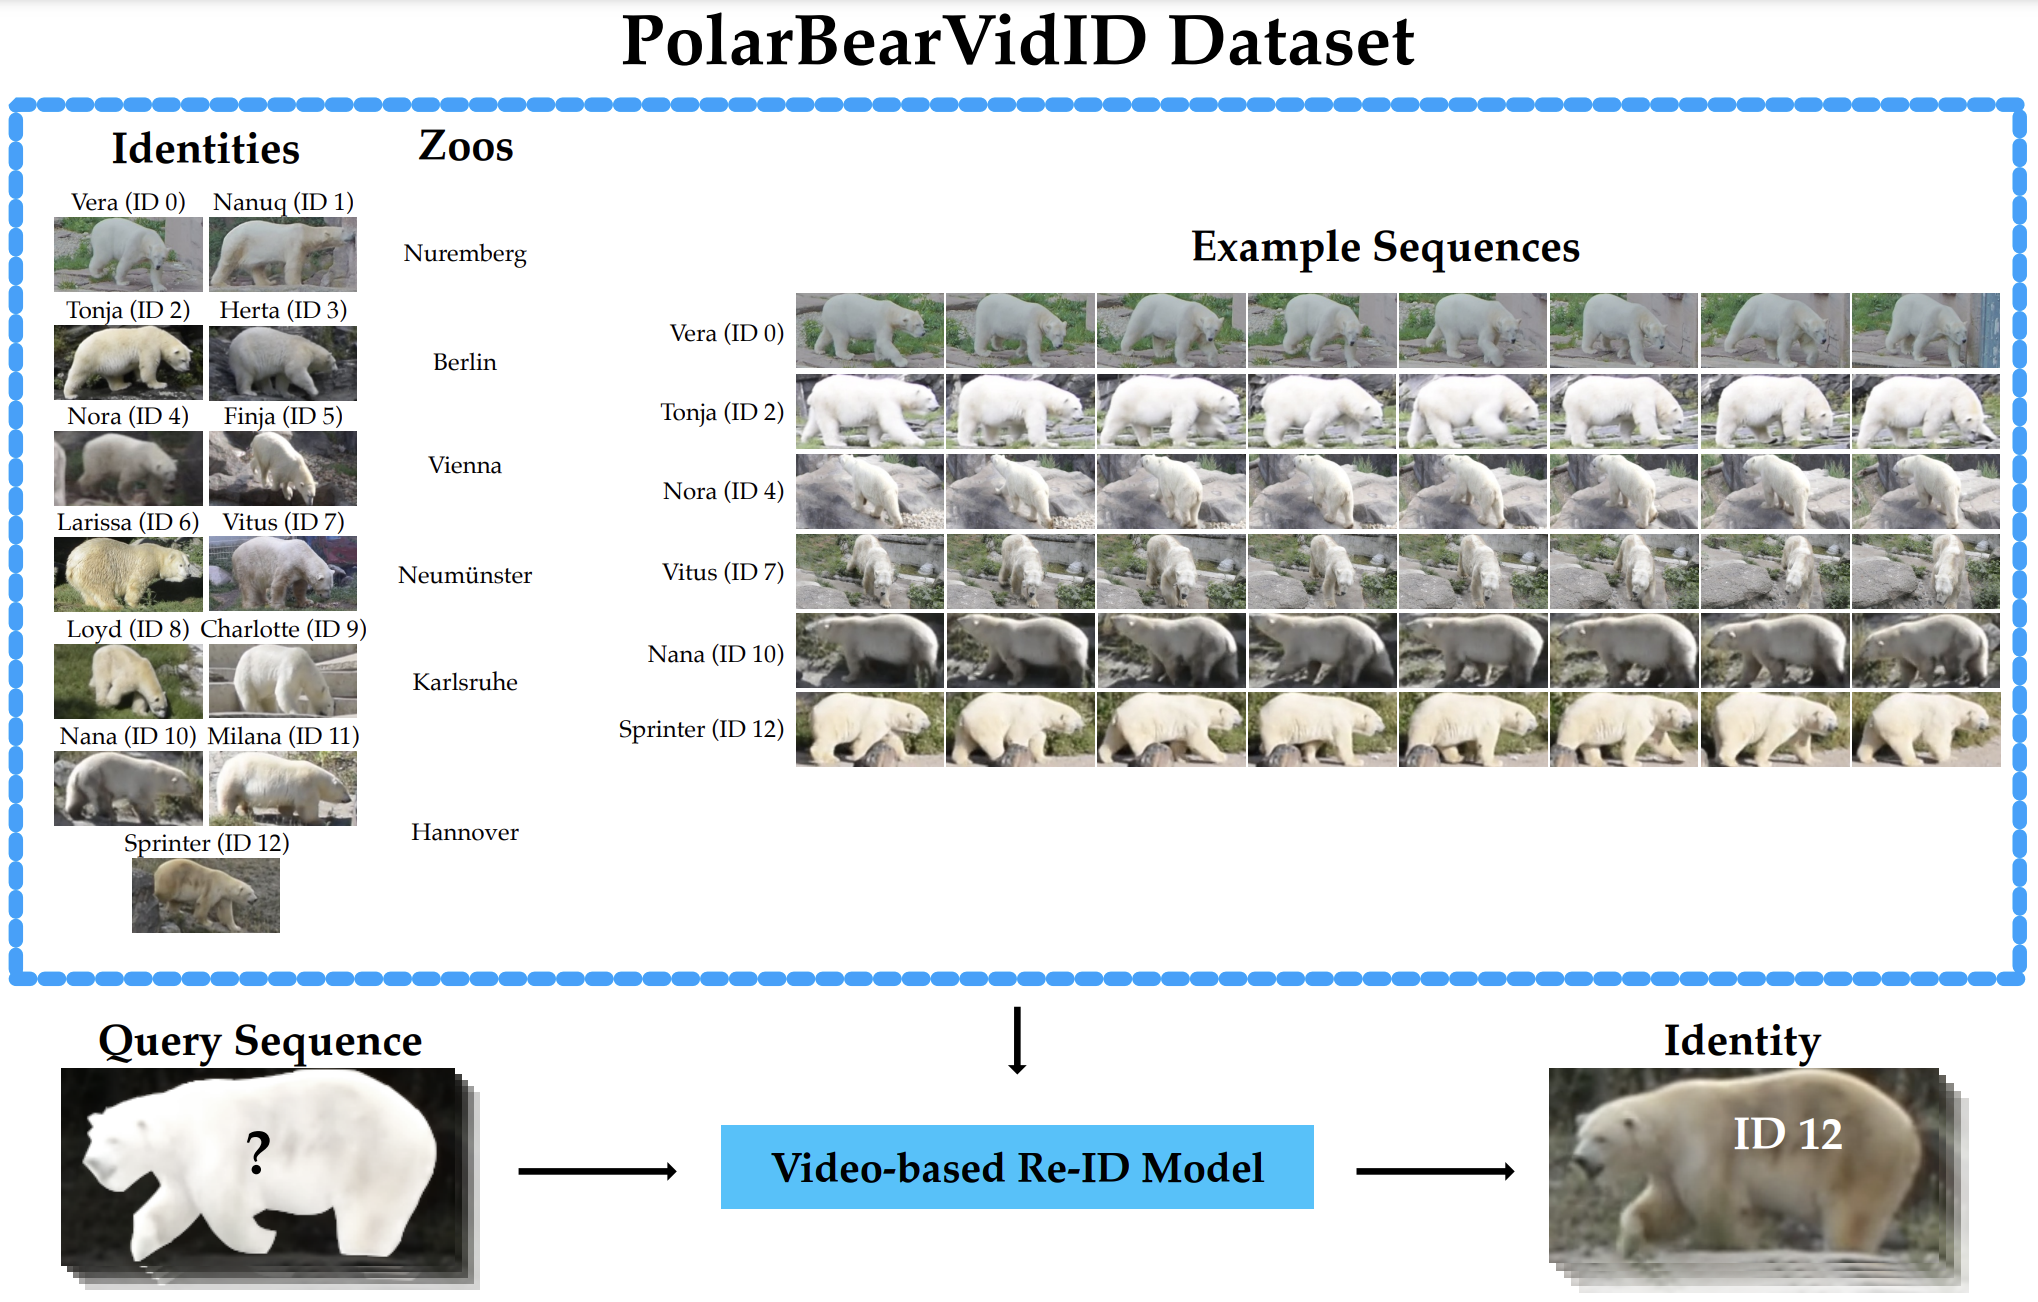 PolarBearVidID Dataset
Identities
Zoos
Vera (ID 0) Nanuq (ID 1)
Nuremberg
Tonja (ID 2) Herta (ID 3)
Berlin
Nora (ID 4) Finja (ID 5)
Vienna
Larissa (ID 6) Vitus (ID 7)
Neumünster
Loyd (ID 8) Charlotte (ID 9)
Karlsruhe
Nana (ID 10) Milana (ID 11)
Sprinter (ID 12)
Hannover
Example Sequences
Vera (ID 0)
Tonja (ID 2)
Nora (ID 4)
Vitus (ID 7)
Nana (ID 10)
Sprinter (ID 12)
Query Sequence
?
Video-based Re-ID Model
Identity
ID 12